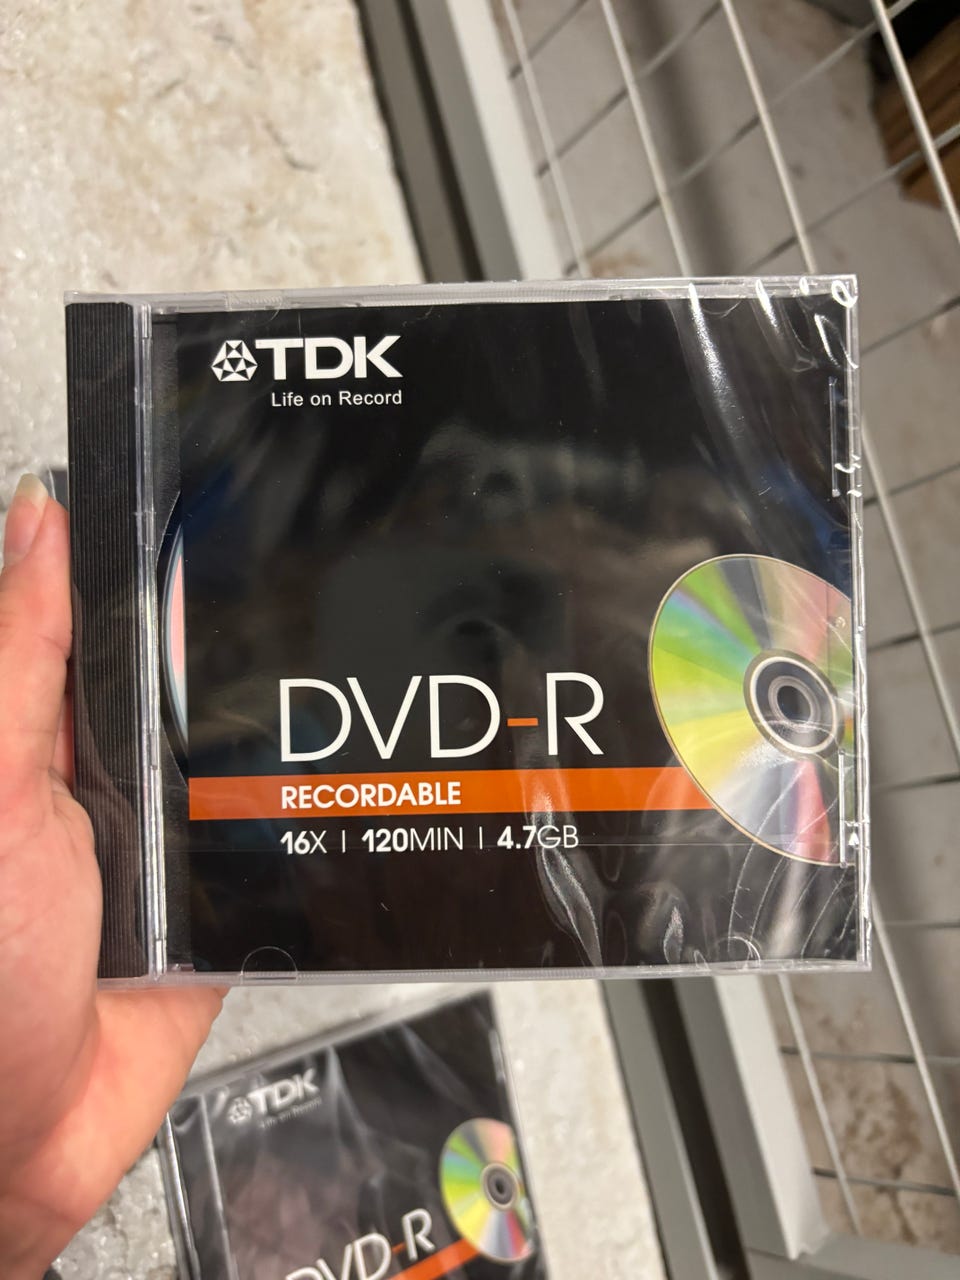 TDK
Life on Record
DVD-R
RECORDABLE
16X | 120MIN | 4.7GB
TDK
Life on Record
DVD-R